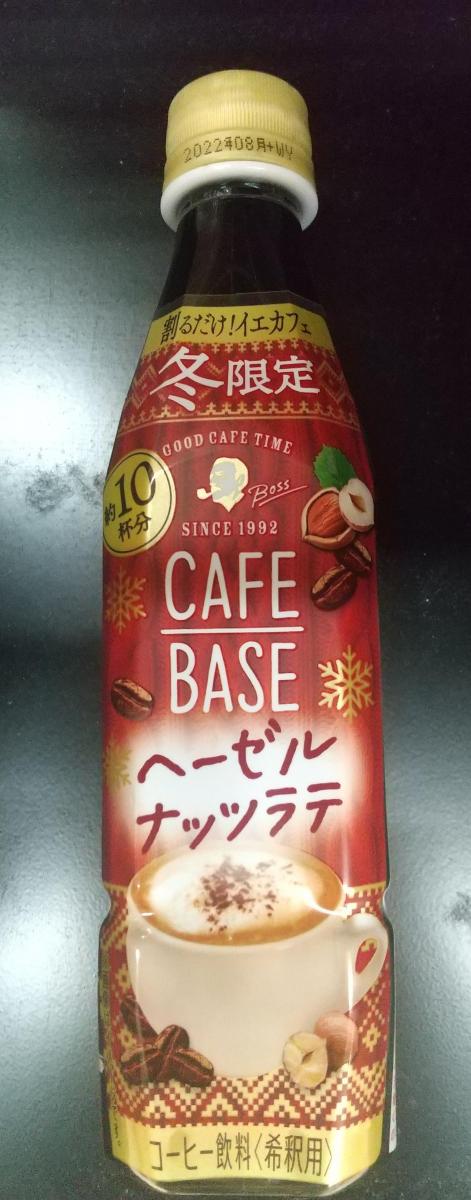 2022年08月+WY
割るだけ!イエカフェ
冬限定
GOOD CAFE TIME
Boss
SINCE 1992
約10
杯分
CAFE
BASE
ヘーゼル
ナッツラテ
コーヒー飲料〈希釈用〉